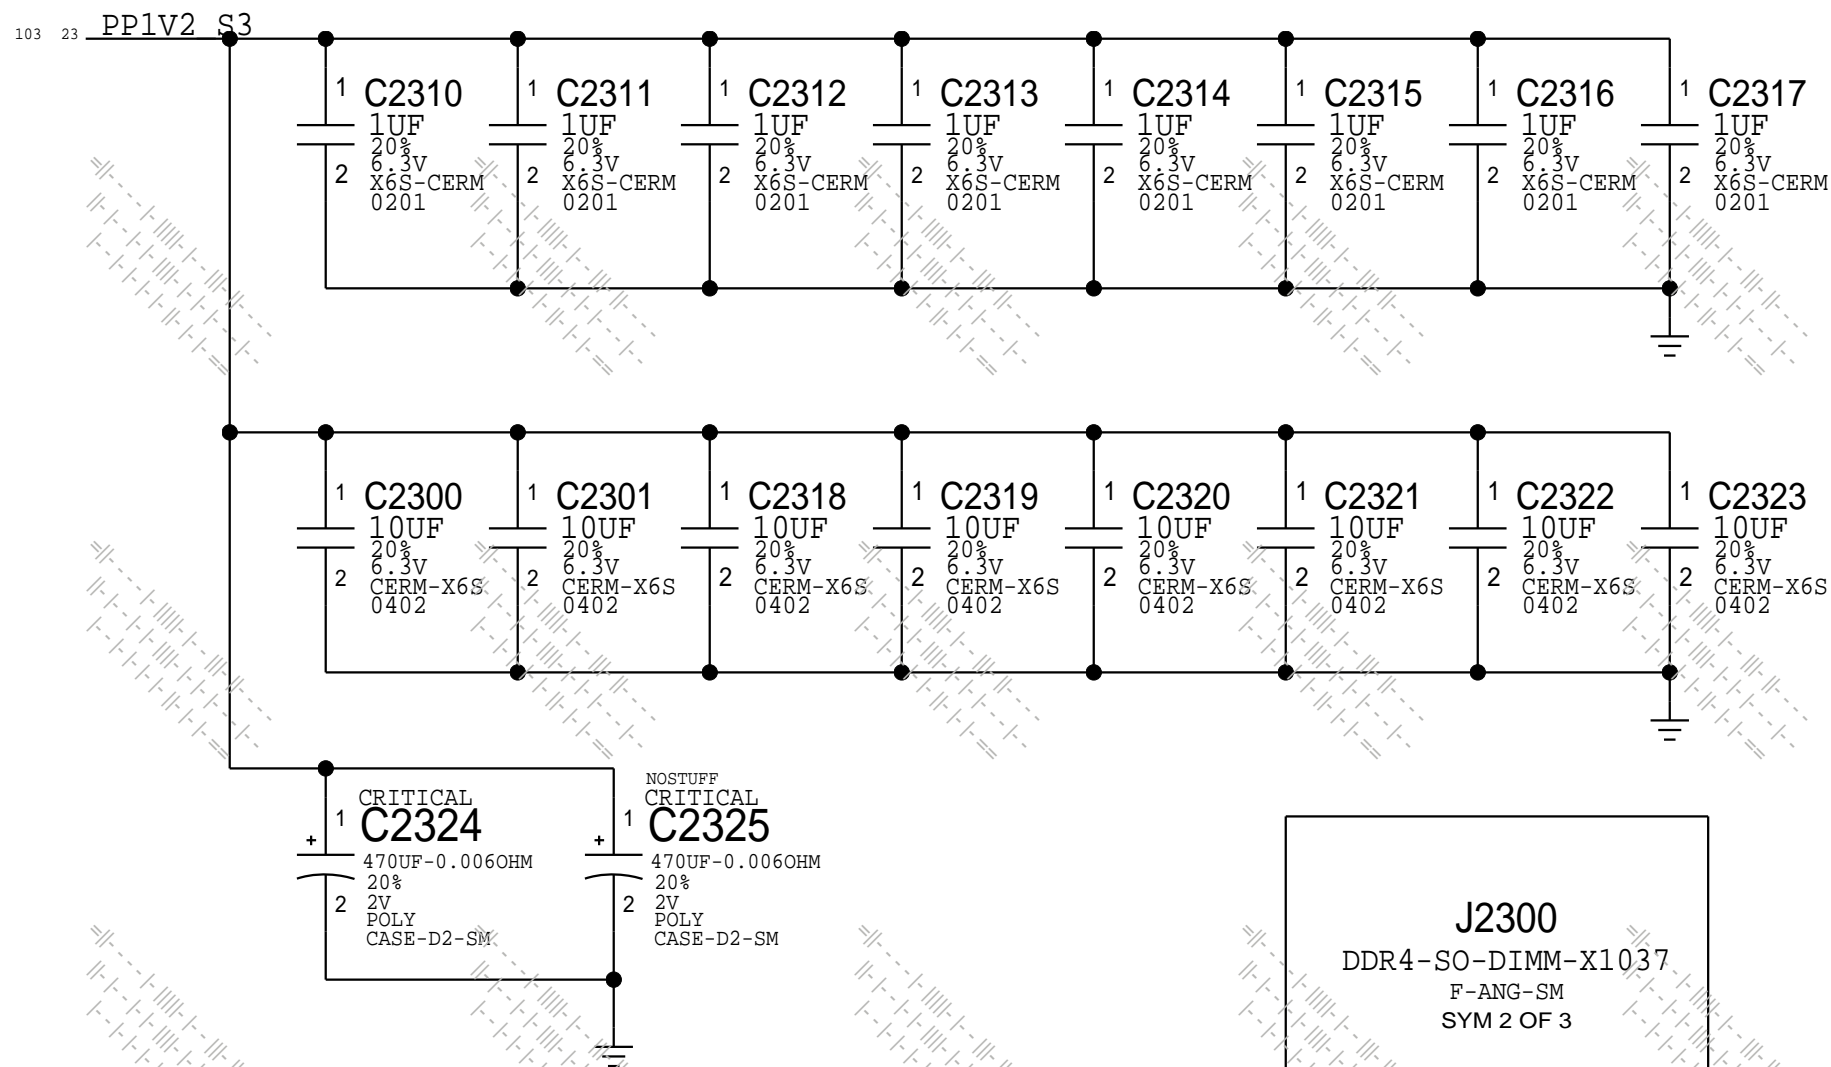 103 23 PP1V2_S3
1 C2310 1 C2311 1 C2312 1 C2313 1 C2314 1 C2315 1 C2316 1 C2317
1UF 1UF 1UF 1UF 1UF 1UF 1UF 1UF
20% 20% 20% 20% 20% 20% 20% 20%
6.3V 6.3V 6.3V 6.3V 6.3V 6.3V 6.3V 6.3V
2 X6S-CERM 2 X6S-CERM 2 X6S-CERM 2 X6S-CERM 2 X6S-CERM 2 X6S-CERM 2 X6S-CERM 2 X6S-CERM
0201 0201 0201 0201 0201 0201 0201 0201
1 C2300 1 C2301 1 C2318 1 C2319 1 C2320 1 C2321 1 C2322 1 C2323
10UF 10UF 10UF 10UF 10UF 10UF 10UF 10UF
20% 20% 20% 20% 20% 20% 20% 20%
6.3V 6.3V 6.3V 6.3V 6.3V 6.3V 6.3V 6.3V
2 CERM-X6S 2 CERM-X6S 2 CERM-X6S 2 CERM-X6S 2 CERM-X6S 2 CERM-X6S 2 CERM-X6S 2 CERM-X6S
0402 0402 0402 0402 0402 0402 0402 0402
NOSTUFF
CRITICAL CRITICAL
1 C2324 1 C2325
+ +
470UF-0.006OHM 470UF-0.006OHM
20% 20%
2 2V 2 2V
POLY POLY
CASE-D2-SM CASE-D2-SM
J2300
DDR4-SO-DIMM-X1037
F-ANG-SM
SYM 2 OF 3